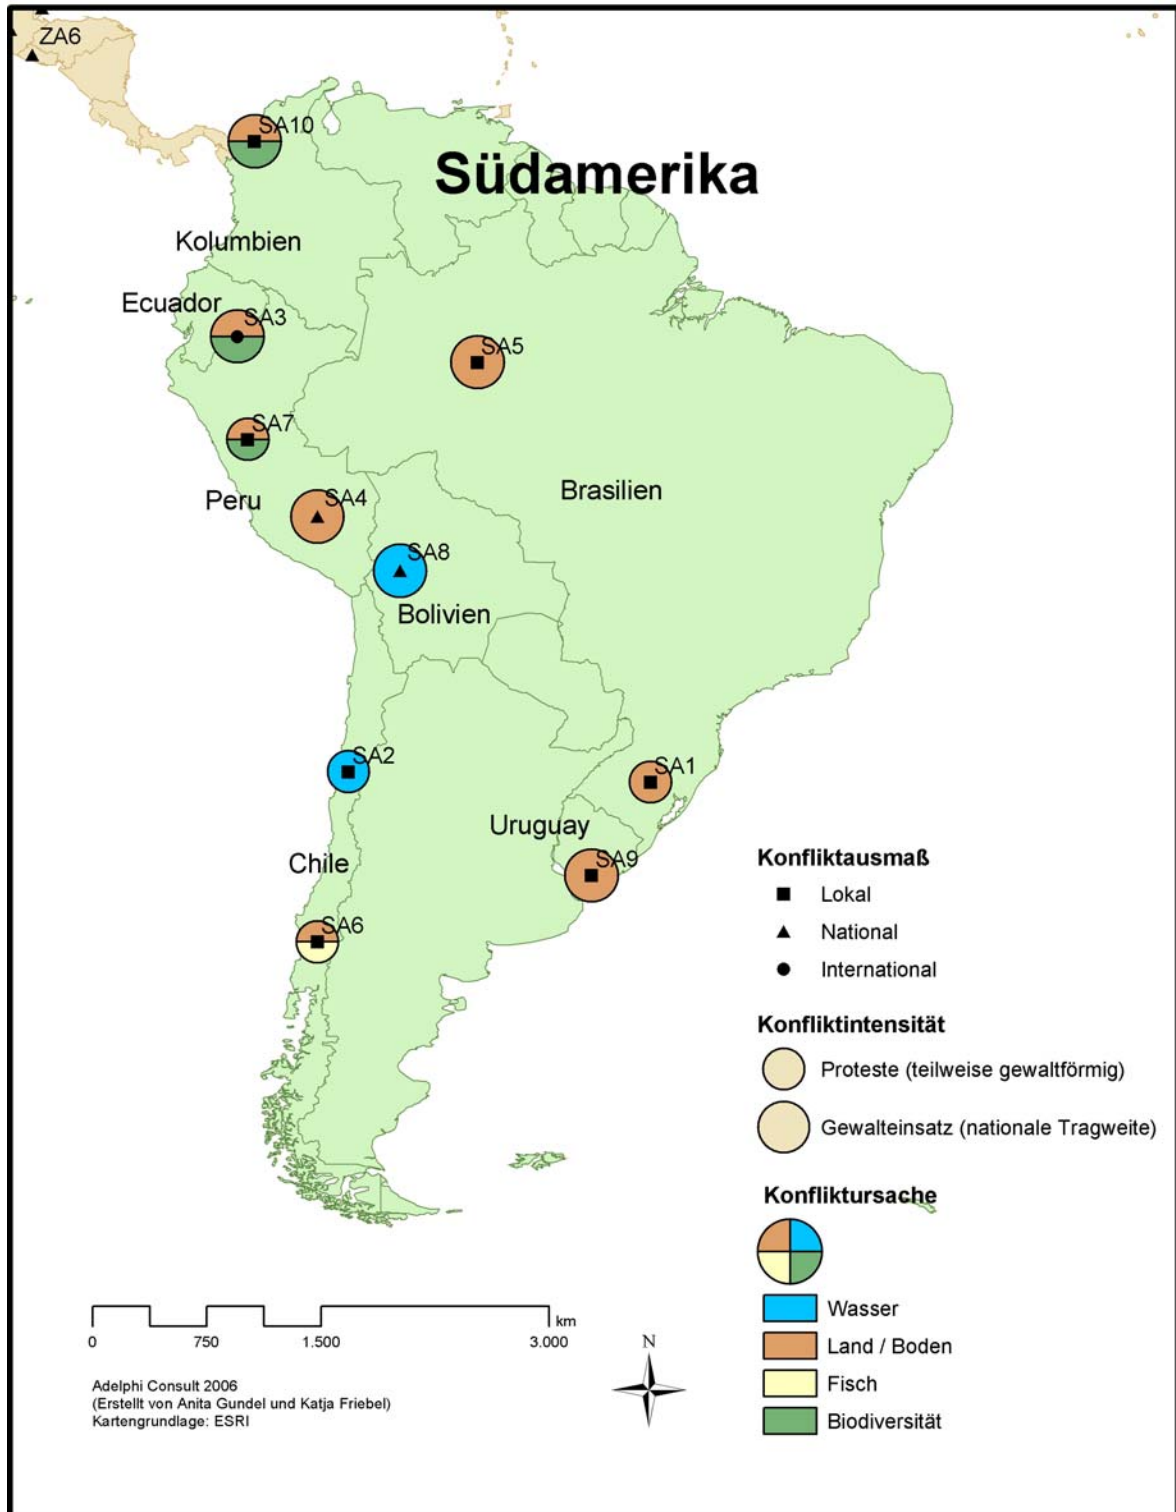 ZA6
SA10
Südamerika
Kolumbien
Ecuador
SA3
SA5
SA7
Peru
SA4
Brasilien
SA8
Bolivien
SA2
SA1
Uruguay
Chile
SA9
SA6
Konfliktausmaß
Lokal
National
International
Konfliktintensität
Proteste (teilweise gewaltförmig)
Gewalteinsatz (nationale Tragweite)
Konfliktursache
Wasser
Land / Boden
Fisch
Biodiversität
km
0 750 1.500 3.000
N
Adelphi Consult 2006
(Erstellt von Anita Gundel und Katja Friebel)
Kartengrundlage: ESRI